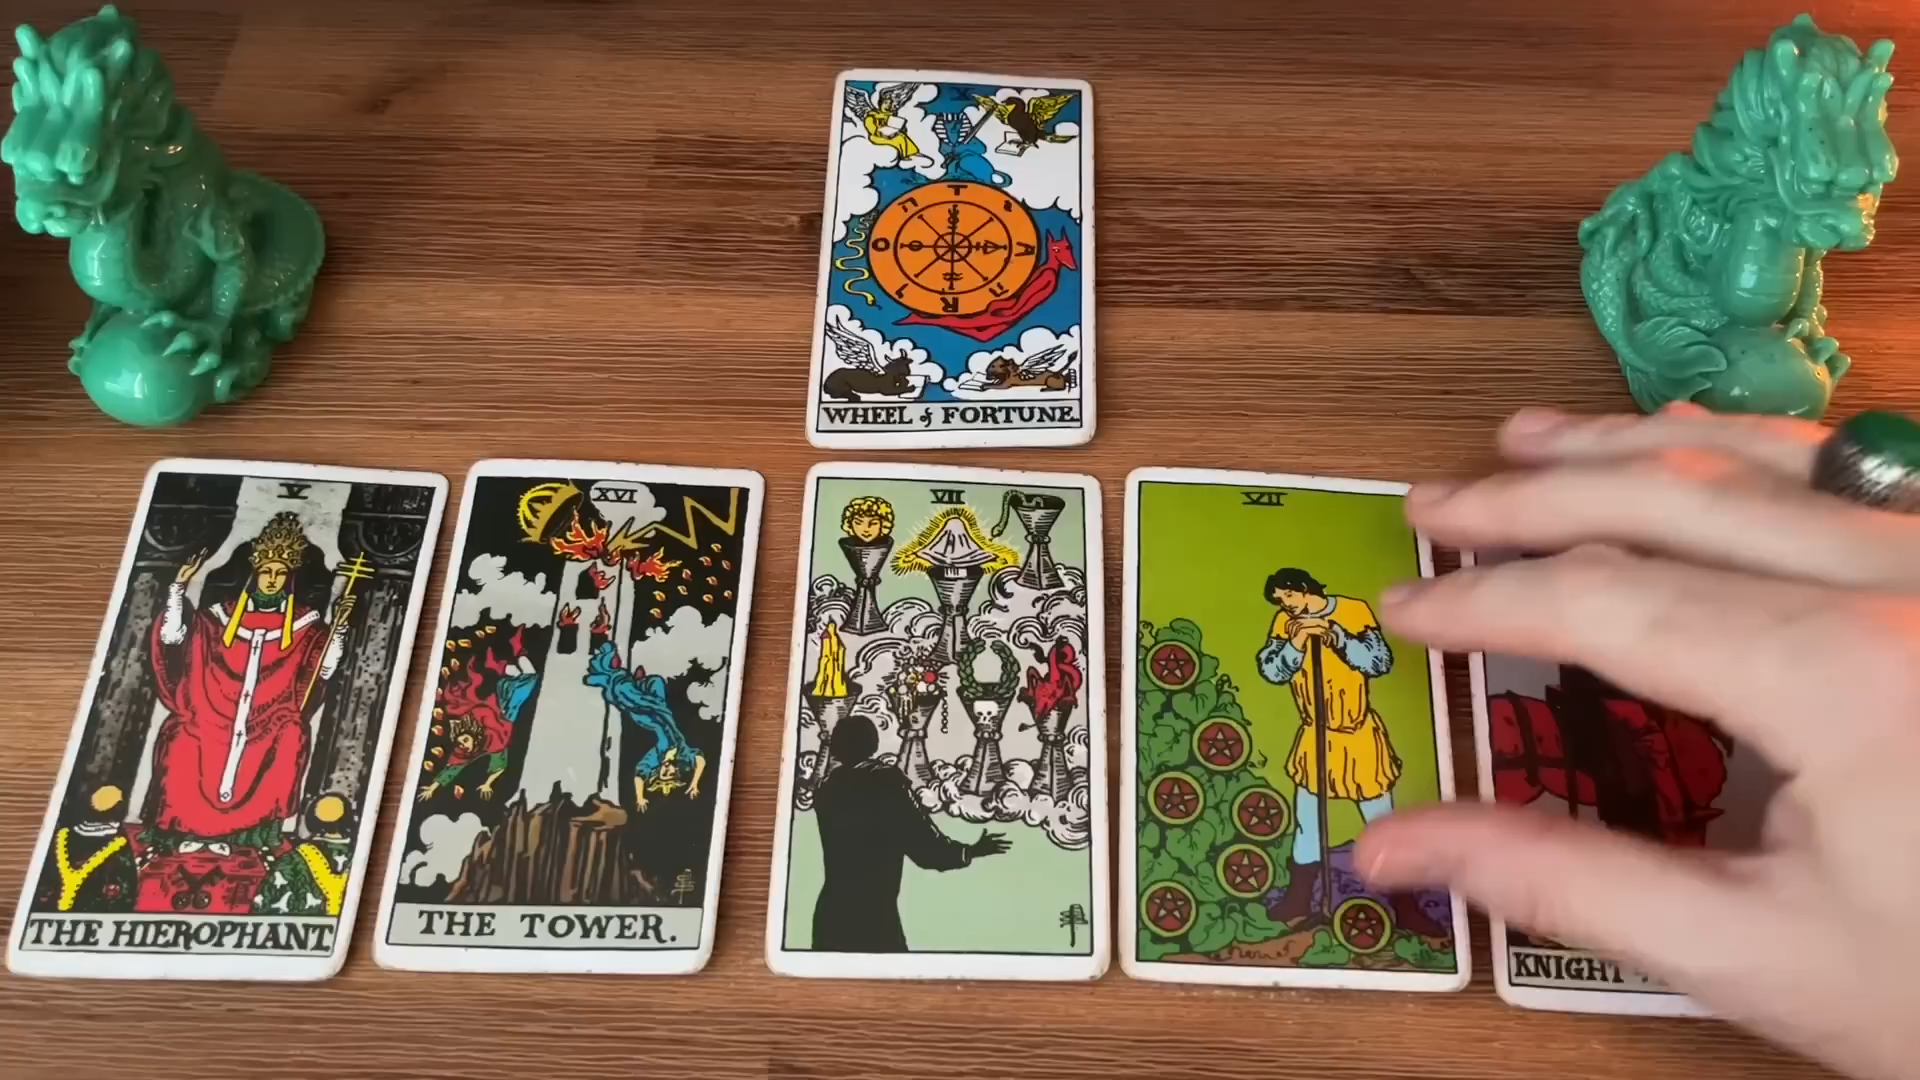 X
WHEEL of FORTUNE.
T
A
R
O
V
THE HIEROPHANT
XVI
THE TOWER.
VII
VII
KNIGHT